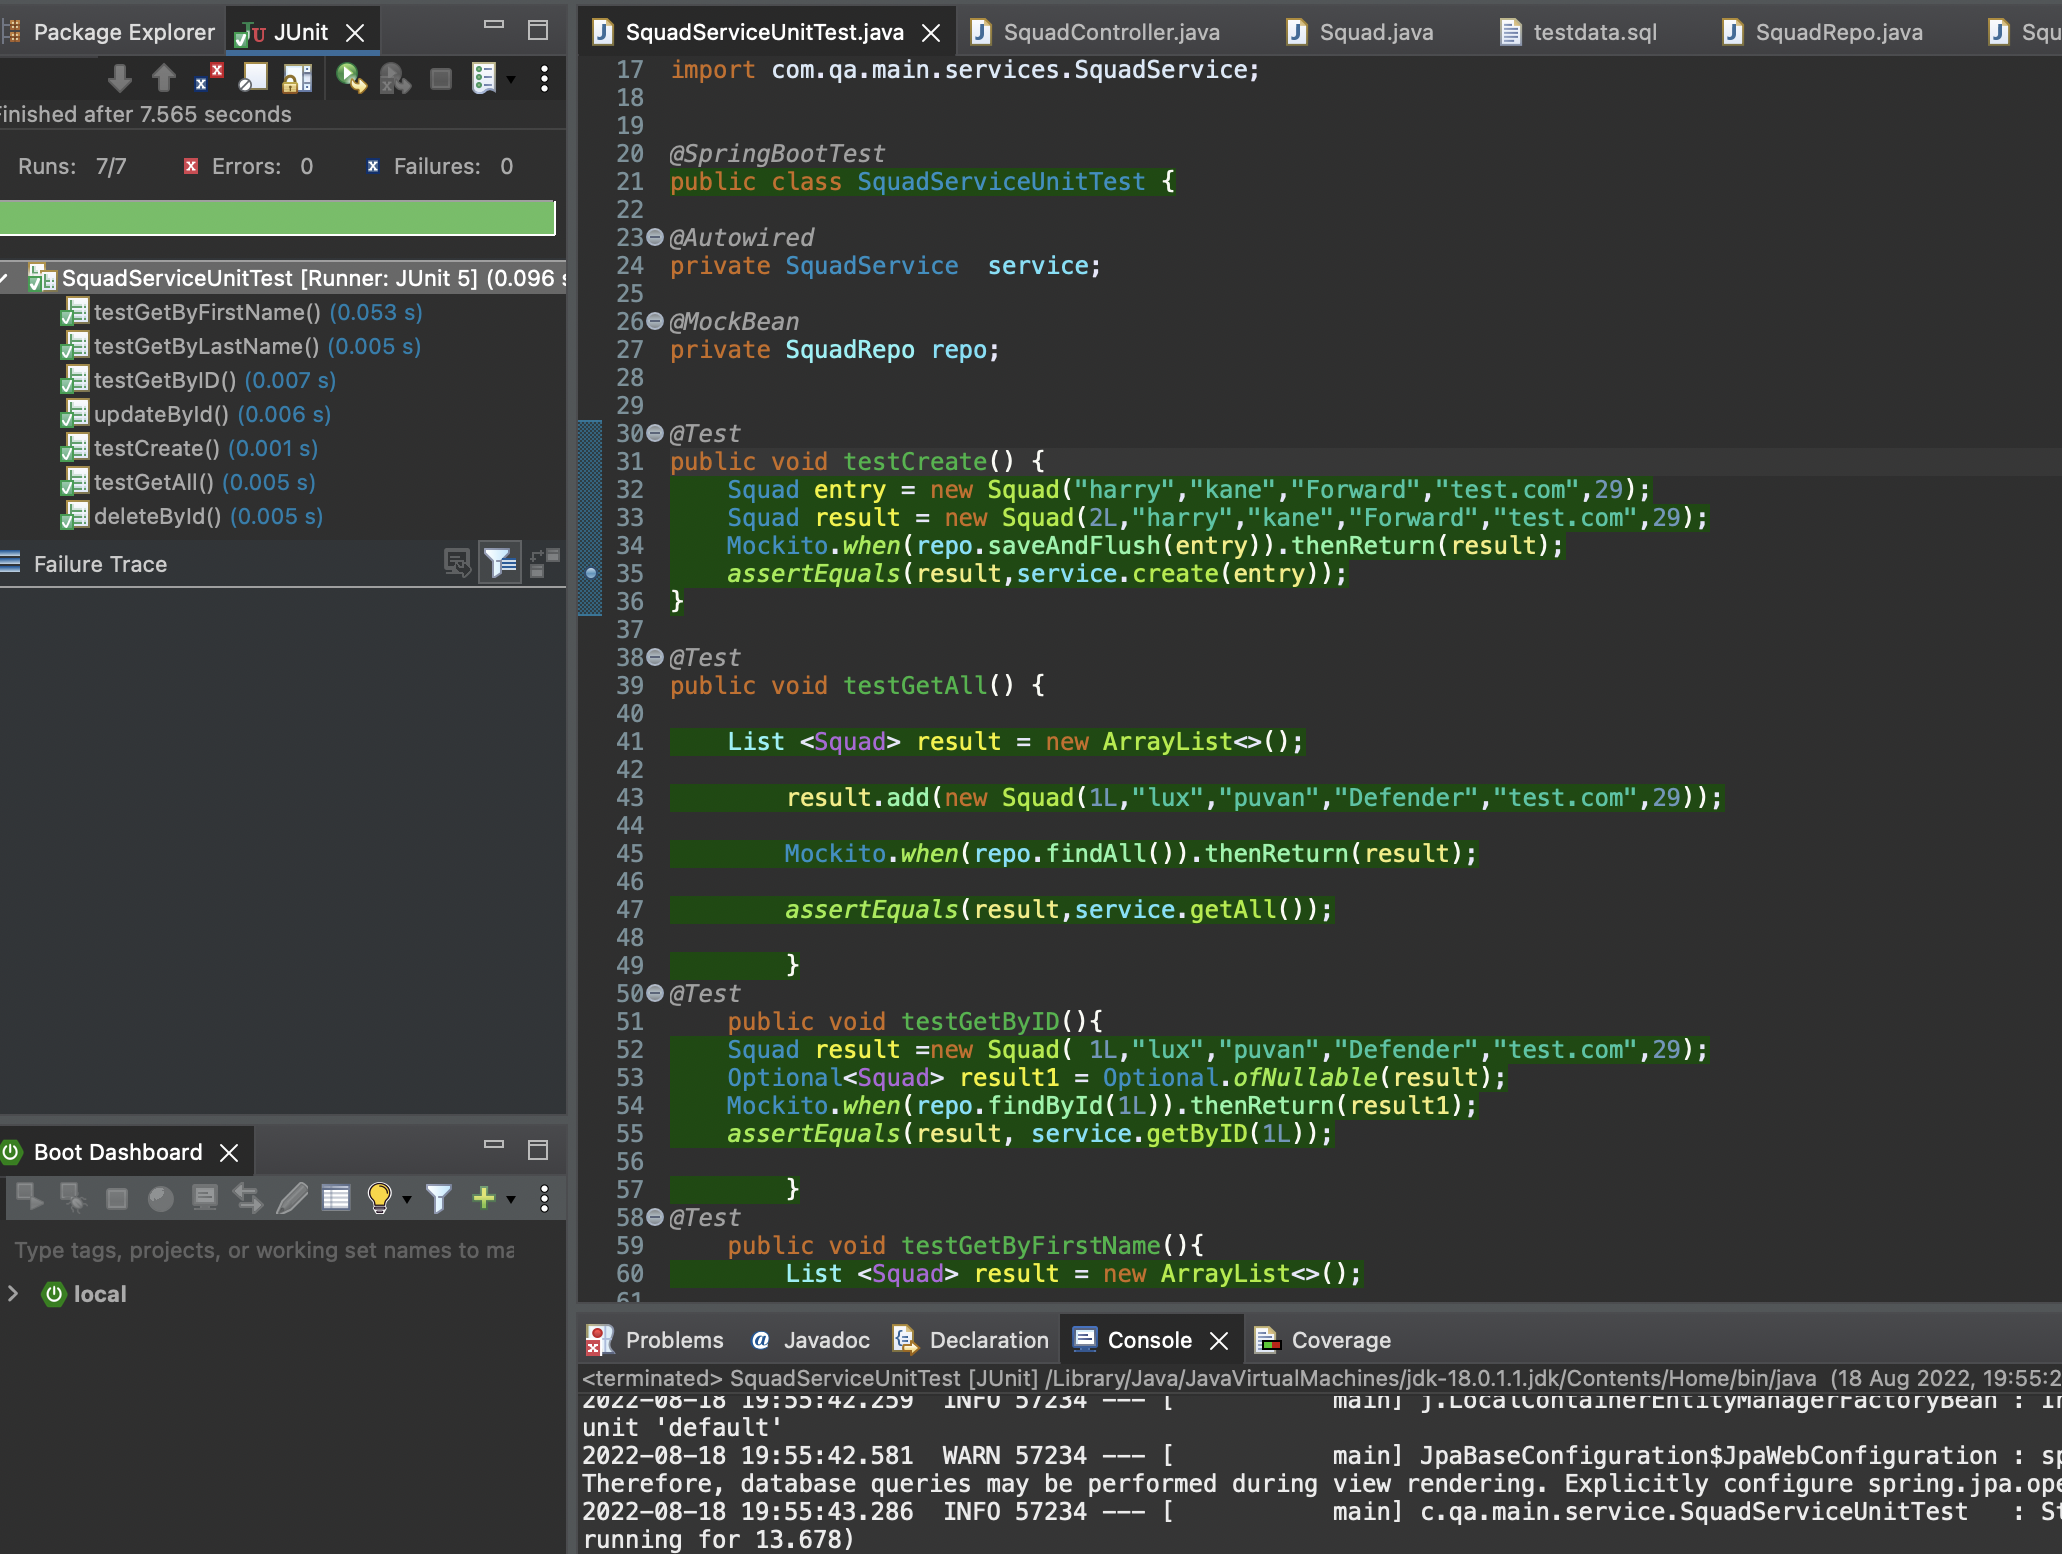 Package Explorer
JUnit
Finished after 7.565 seconds
Runs: 7/7 Errors: 0 Failures: 0
SquadServiceUnitTest [Runner: JUnit 5] (0.096 s
testGetByFirstName() (0.053 s)
testGetByLastName() (0.005 s)
testGetByID() (0.007 s)
updateById() (0.006 s)
testCreate() (0.001 s)
testGetAll() (0.005 s)
deleteById() (0.005 s)
Failure Trace
Boot Dashboard
Type tags, projects, or working set names to ma
local
SquadServiceUnitTest.java
SquadController.java
Squad.java
testdata.sql
SquadRepo.java
Squ
17 import com.qa.main.services.SquadService;
18
19
20 @SpringBootTest
21 public class SquadServiceUnitTest {
22
23 @Autowired
24 private SquadService  service;
25
26 @MockBean
27 private SquadRepo repo;
28
29
30 @Test
31 public void testCreate() {
32 Squad entry = new Squad("harry","kane","Forward","test.com",29);
33 Squad result = new Squad(2L,"harry","kane","Forward","test.com",29);
34 Mockito.when(repo.saveAndFlush(entry)).thenReturn(result);
35 assertEquals(result,service.create(entry));
36 }
37
38 @Test
39 public void testGetAll() {
40
41 List <Squad> result = new ArrayList<>();
42
43 result.add(new Squad(1L,"lux","puvan","Defender","test.com",29));
44
45 Mockito.when(repo.findAll()).thenReturn(result);
46
47 assertEquals(result,service.getAll());
48
49 }
50 @Test
51 public void testGetByID(){
52 Squad result =new Squad( 1L,"lux","puvan","Defender","test.com",29);
53 Optional<Squad> result1 = Optional.ofNullable(result);
54 Mockito.when(repo.findById(1L)).thenReturn(result1);
55 assertEquals(result, service.getByID(1L));
56
57 }
58 @Test
59 public void testGetByFirstName(){
60 List <Squad> result = new ArrayList<>();
61
Problems
Javadoc
Declaration
Console
Coverage
<terminated> SquadServiceUnitTest [JUnit] /Library/Java/JavaVirtualMachines/jdk-18.0.1.1.jdk/Contents/Home/bin/java (18 Aug 2022, 19:55:2
2022-08-18 19:55:42.259 INFO 57234 --- [ main] j.LocalContainerEntityManagerFactoryBean : In
unit 'default'
2022-08-18 19:55:42.581 WARN 57234 --- [ main] JpaBaseConfiguration$JpaWebConfiguration : sp
Therefore, database queries may be performed during view rendering. Explicitly configure spring.jpa.ope
2022-08-18 19:55:43.286 INFO 57234 --- [ main] c.qa.main.service.SquadServiceUnitTest : St
running for 13.678)